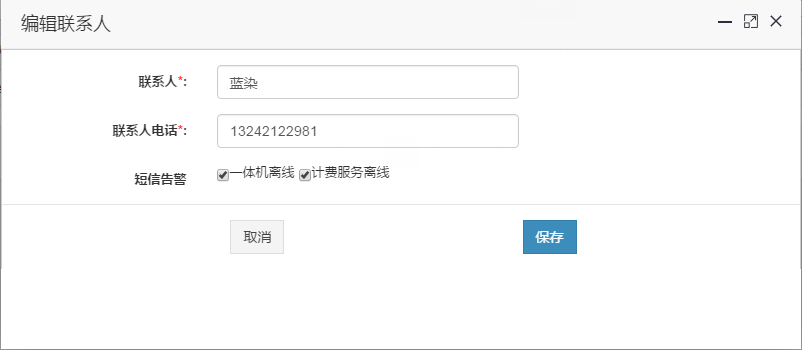 编辑联系人
联系人*:
蓝染
联系人电话*:
13242122981
短信告警
一体机离线 计费服务离线
取消
保存